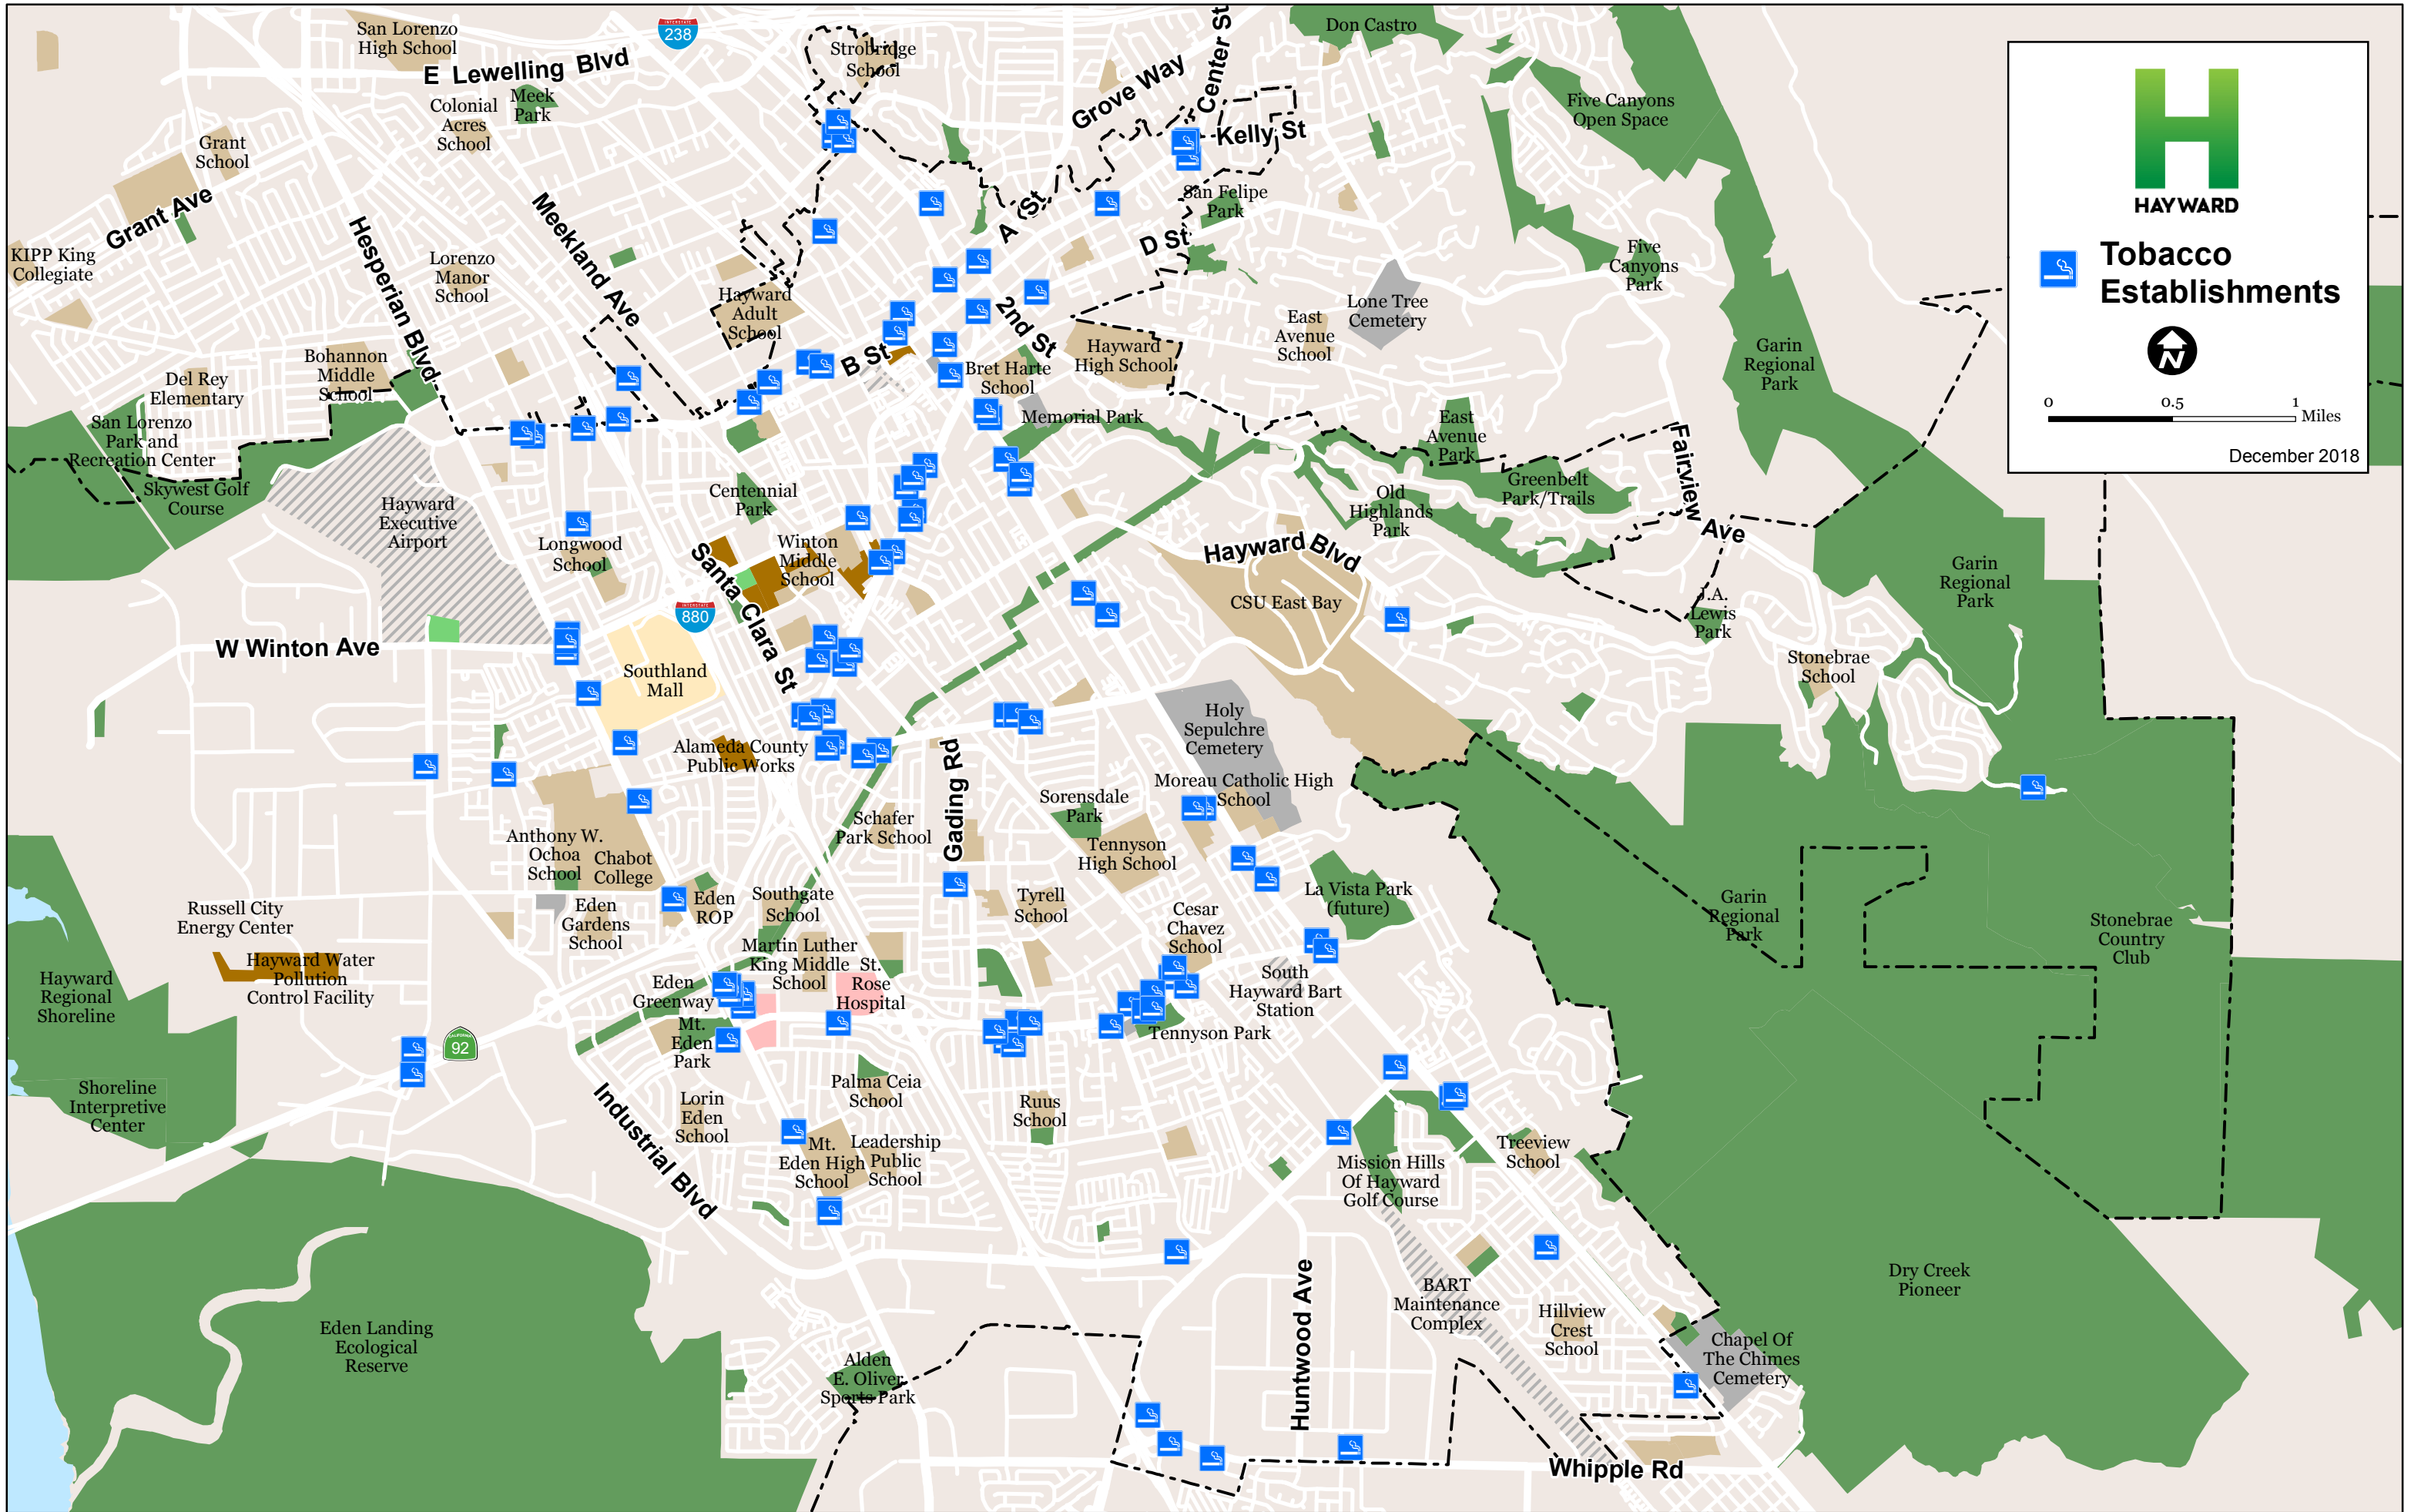 San Lorenzo
High School
INTERSTATE
238
E Lewelling Blvd
Strobridge
School
Center St
Don Castro
Grove Way
Kelly St
Five Canyons
Open Space
Colonial
Acres
School
Meek
Park
Grant
School
Grant Ave
KIPP King
Collegiate
Hesperian Blvd
Meekland Ave
Lorenzo
Manor
School
San Felipe
Park
A St
D St
Five
Canyons
Park
HAYWARD
Tobacco
Establishments
N
0
0.5
1
Miles
December 2018
Hayward
Adult
School
2nd St
B St
Lone Tree
Cemetery
East
Avenue
School
Hayward
High School
Bret Harte
School
Garin
Regional
Park
Bohannon
Middle
School
Del Rey
Elementary
San Lorenzo
Park and
Recreation Center
Skywest Golf
Course
Memorial Park
East
Avenue
Park
Fairview Ave
Greenbelt
Park/Trails
Old
Highlands
Park
Hayward
Executive
Airport
Centennial
Park
Longwood
School
Winton
Middle
School
Santa Clara St
Hayward Blvd
CSU East Bay
J.A.
Lewis
Park
Garin
Regional
Park
INTERSTATE
880
W Winton Ave
Southland
Mall
Stonebrae
School
Holy
Sepulchre
Cemetery
Alameda County
Public Works
Gading Rd
Moreau Catholic High
School
Sorensdale
Park
Schafer
Park School
Tennyson
High School
Anthony W.
Ochoa
School
Chabot
College
La Vista Park
(future)
Eden
ROP
Southgate
School
Tyrell
School
Cesar
Chavez
School
Eden
Gardens
School
Russell City
Energy Center
Garin
Regional
Park
Stonebrae
Country
Club
Hayward Water
Pollution
Control Facility
Martin Luther
King Middle
School
St.
Rose
Hospital
Hayward
Regional
Shoreline
Eden
Greenway
South
Hayward Bart
Station
Mt.
Eden
Park
Tennyson Park
CALIFORNIA
92
Shoreline
Interpretive
Center
Palma Ceia
School
Lorin
Eden
School
Ruus
School
Industrial Blvd
Mt.
Eden High
School
Leadership
Public
School
Treeview
School
Mission Hills
Of Hayward
Golf Course
Dry Creek
Pioneer
BART
Maintenance
Complex
Hillview
Crest
School
Huntwood Ave
Eden Landing
Ecological
Reserve
Chapel Of
The Chimes
Cemetery
Alden
E. Oliver
Sports Park
Whipple Rd